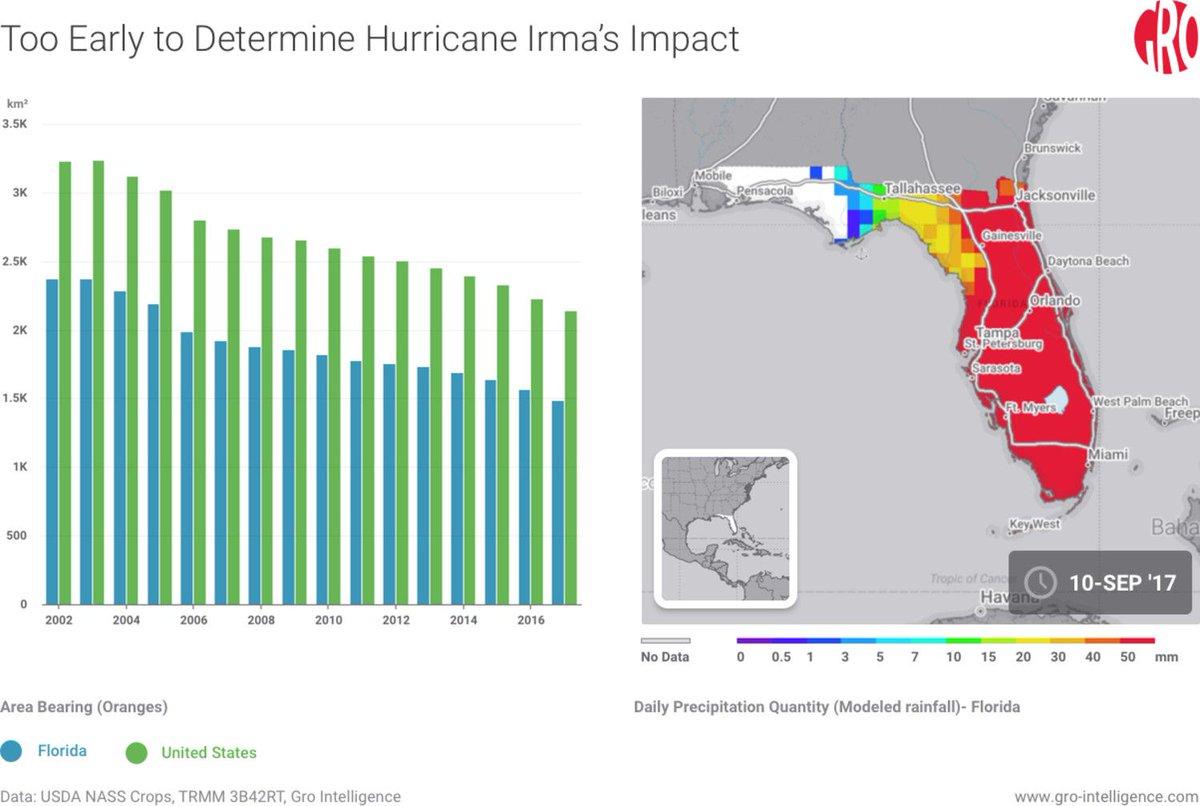 Too Early to Determine Hurricane Irma's Impact
GRO
km²
3.5K
3K
2.5K
2K
1.5K
1K
500
0
2002
2004
2006
2008
2010
2012
2014
2016
Area Bearing (Oranges)
Florida
United States
Data: USDA NASS Crops, TRMM 3B42RT, Gro Intelligence
Savannah
Brunswick
Mobile
Biloxi
Pensacola
Tallahassee
Jacksonville
leans
Gainesville
Daytona Beach
FLORIDA
Orlando
Tampa
St. Petersburg
Sarasota
Ft. Myers
West Palm Beach
Freep
Miami
Key West
Baha
Tropic of Cancer
Havana
10-SEP '17
No Data
0 0.5 1 3 5 7 10 15 20 30 40 50 mm
Daily Precipitation Quantity (Modeled rainfall)- Florida
www.gro-intelligence.com